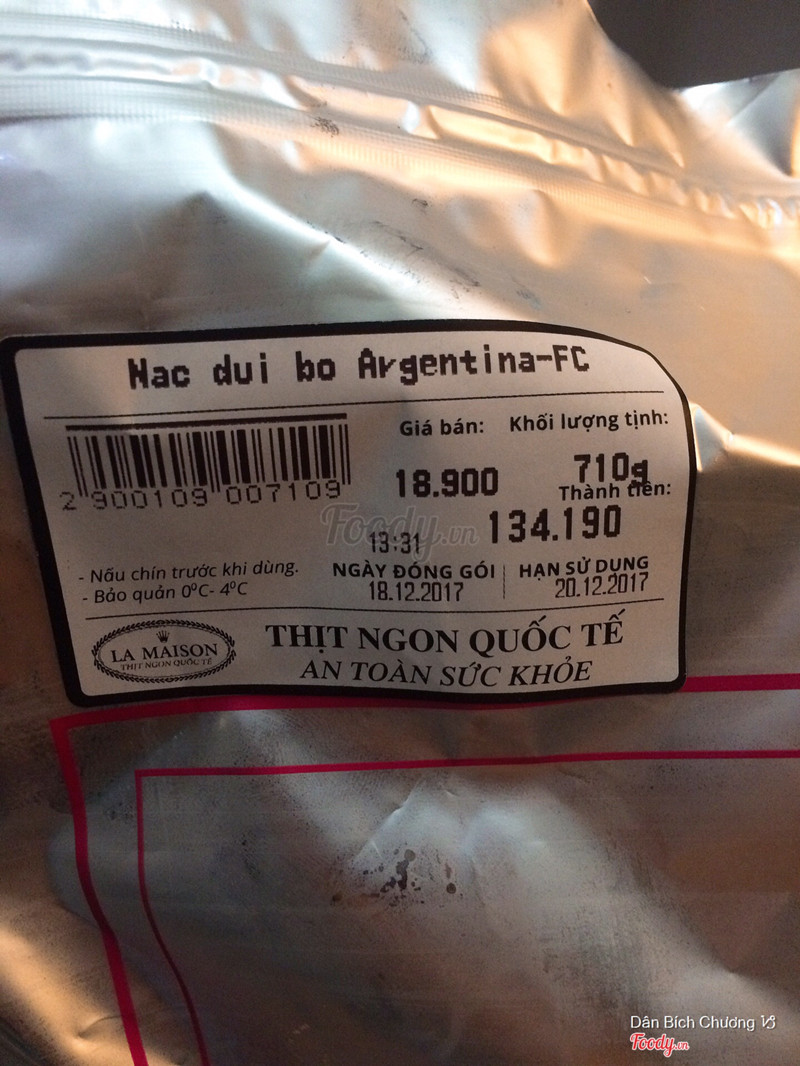 Nac dui bo Argentina-FC
Giá bán: Khối lượng tịnh:
2 900109 007109
18.900 710g
Thành tiền:
134.190
13:31
- Nấu chín trước khi dùng.
- Bảo quản 0⁰C- 4⁰C
NGÀY ĐÓNG GÓI HẠN SỬ DỤNG
18.12.2017 20.12.2017
LA MAISON
THỊT NGON QUỐC TẾ
THỊT NGON QUỐC TẾ
AN TOÀN SỨC KHỎE
Foody.vn
Dân Bích Chương
Foody.vn